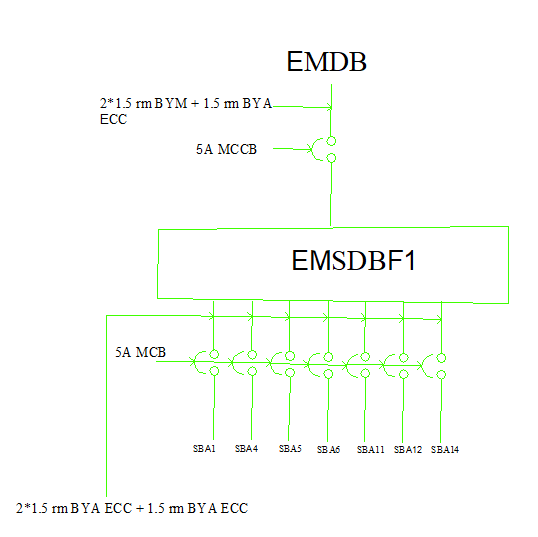 EMDB
2*1.5 rm BYM + 1.5 rm BYA
ECC
5A MCCB
EMSDBF1
5A MCB
SBA1 SBA4 SBA5 SBA6 SBA11 SBA12 SBA14
2*1.5 rm BYA ECC + 1.5 rm BYA ECC